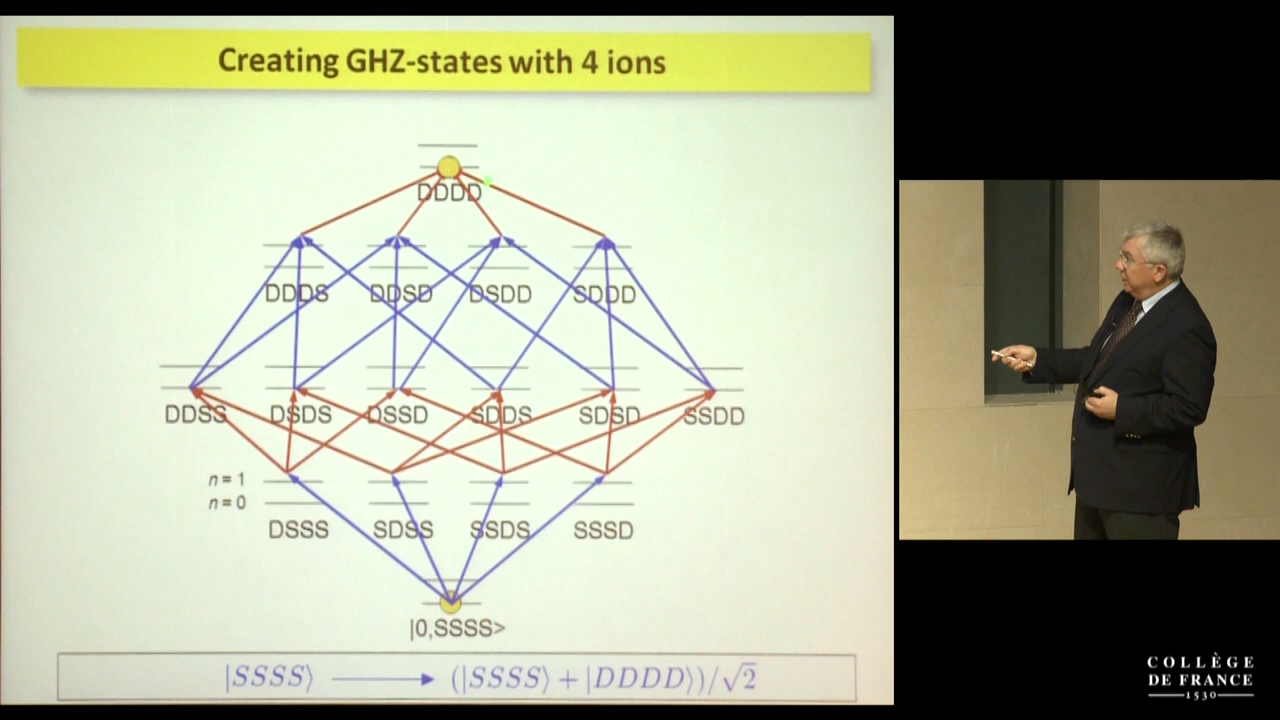 Creating GHZ-states with 4 ions
DDDD
DDDS DDSD DSDD SDDD
DDSS DSDS DSSD SDDS SDSD SSDD
n = 1
n = 0
DSSS SDSS SSDS SSSD
|0,SSSS>
|SSSS⟩ ⟶ (|SSSS⟩ + |DDDD⟩)/√2
COLLÈGE
DE FRANCE
1530